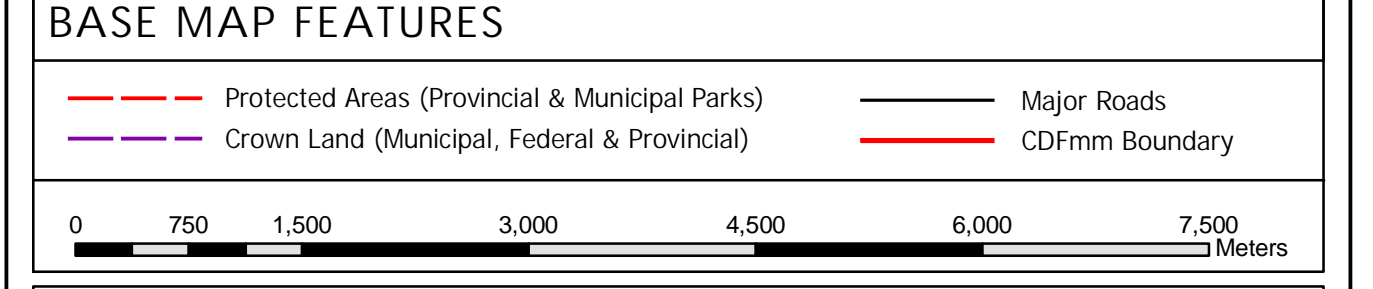 BASE MAP FEATURES
Protected Areas (Provincial & Municipal Parks)
Crown Land (Municipal, Federal & Provincial)
Major Roads
CDFmm Boundary
0 750 1,500 3,000 4,500 6,000 7,500
Meters